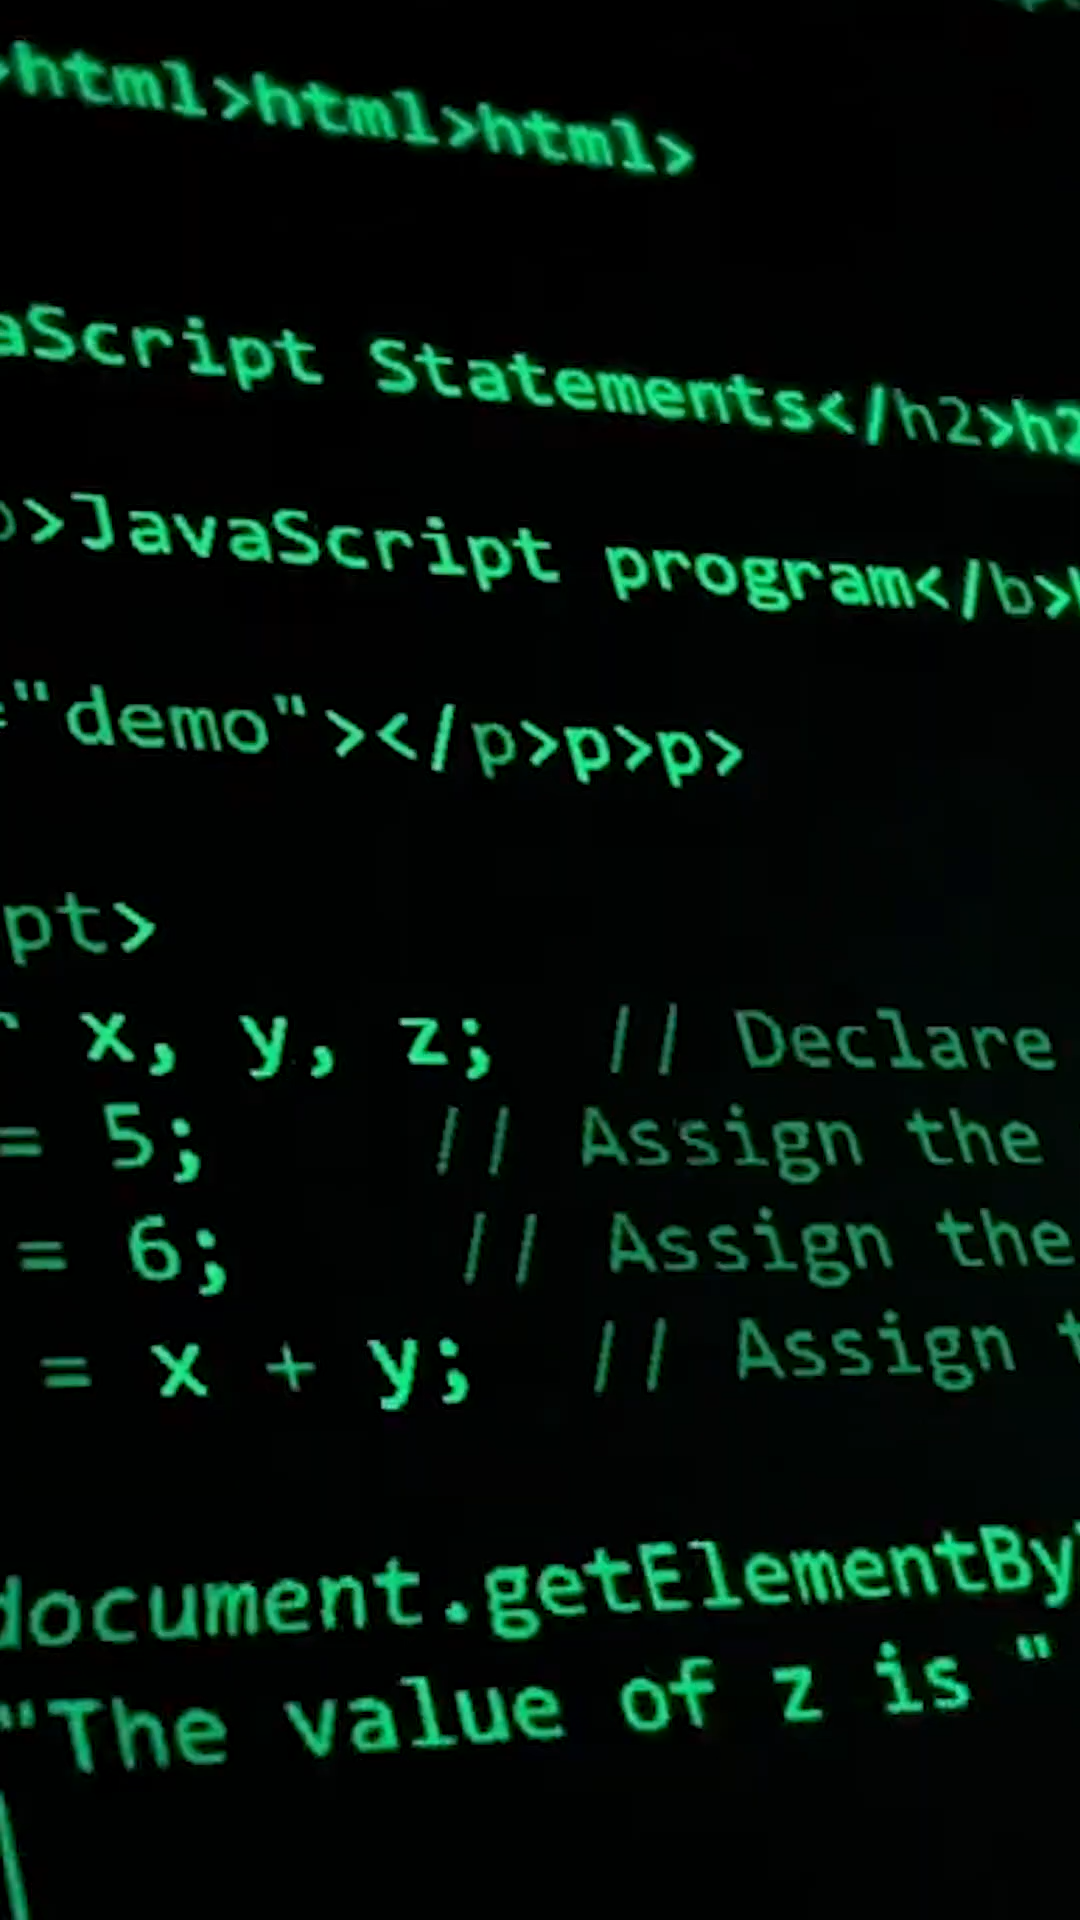 >html>html>html>
aScript Statements</h2>h2
>JavaScript program</b>
="demo"></p>p>p>
pt>
x, y, z; // Declare
= 5; // Assign the
= 6; // Assign the
= x + y; // Assign t
document.getElementBy
"The value of z is "